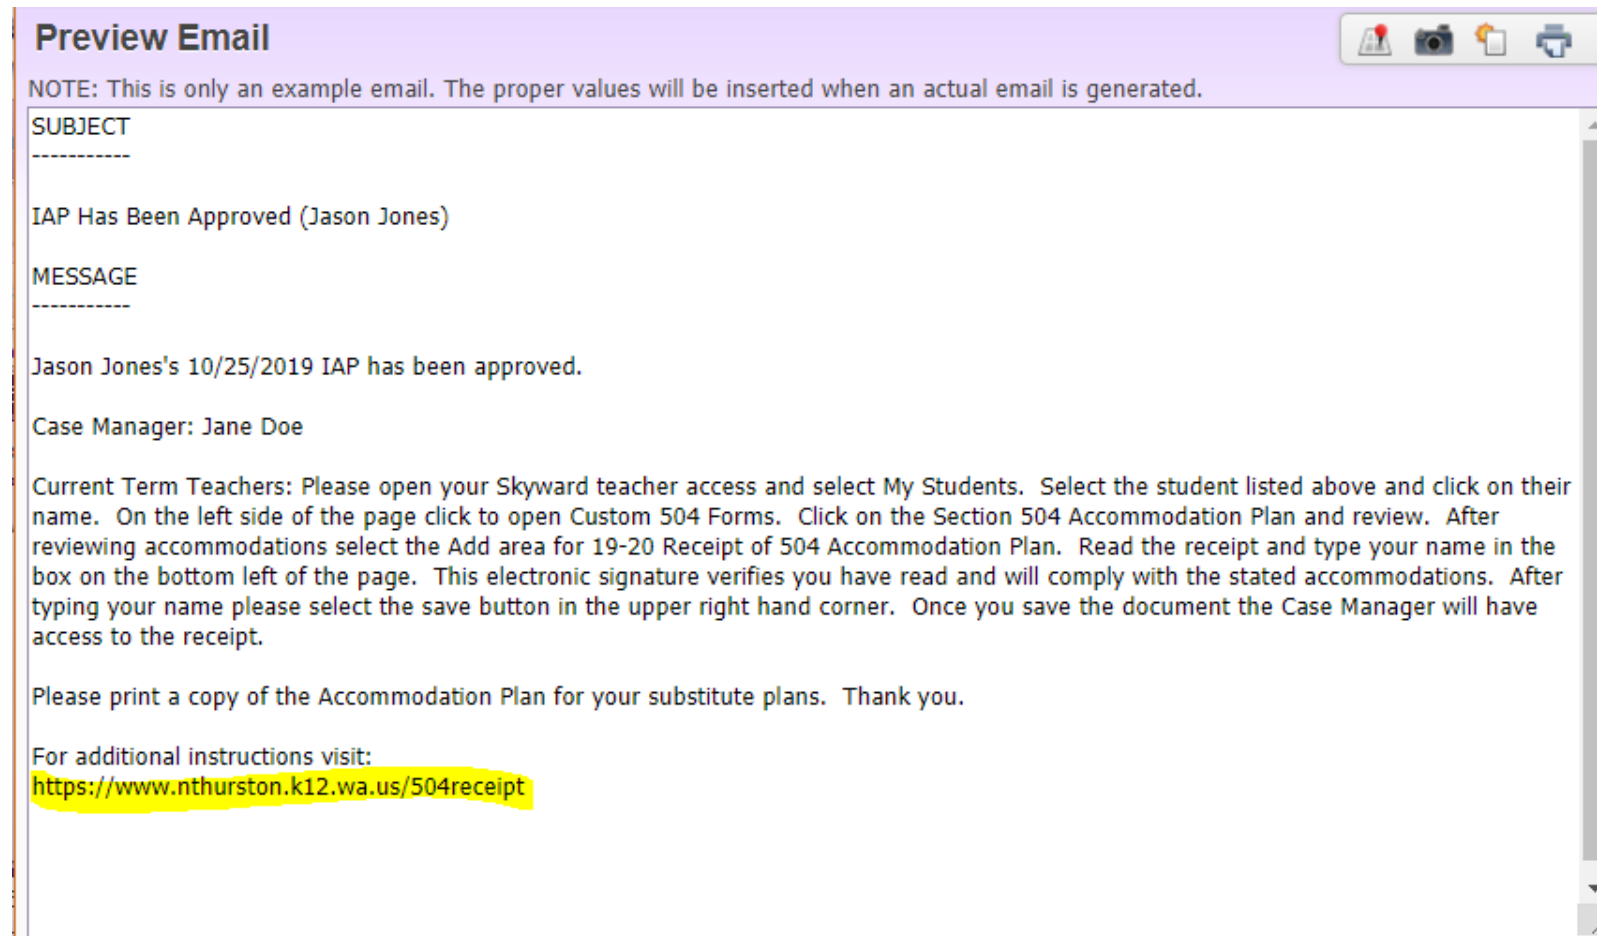 Preview Email
NOTE: This is only an example email. The proper values will be inserted when an actual email is generated.
SUBJECT
-----------
IAP Has Been Approved (Jason Jones)
MESSAGE
-----------
Jason Jones's 10/25/2019 IAP has been approved.
Case Manager: Jane Doe
Current Term Teachers: Please open your Skyward teacher access and select My Students.  Select the student listed above and click on their
name.  On the left side of the page click to open Custom 504 Forms.  Click on the Section 504 Accommodation Plan and review.  After
reviewing accommodations select the Add area for 19-20 Receipt of 504 Accommodation Plan.  Read the receipt and type your name in the
box on the bottom left of the page.  This electronic signature verifies you have read and will comply with the stated accommodations.  After
typing your name please select the save button in the upper right hand corner.  Once you save the document the Case Manager will have
access to the receipt.
Please print a copy of the Accommodation Plan for your substitute plans.  Thank you.
For additional instructions visit:
https://www.nthurston.k12.wa.us/504receipt